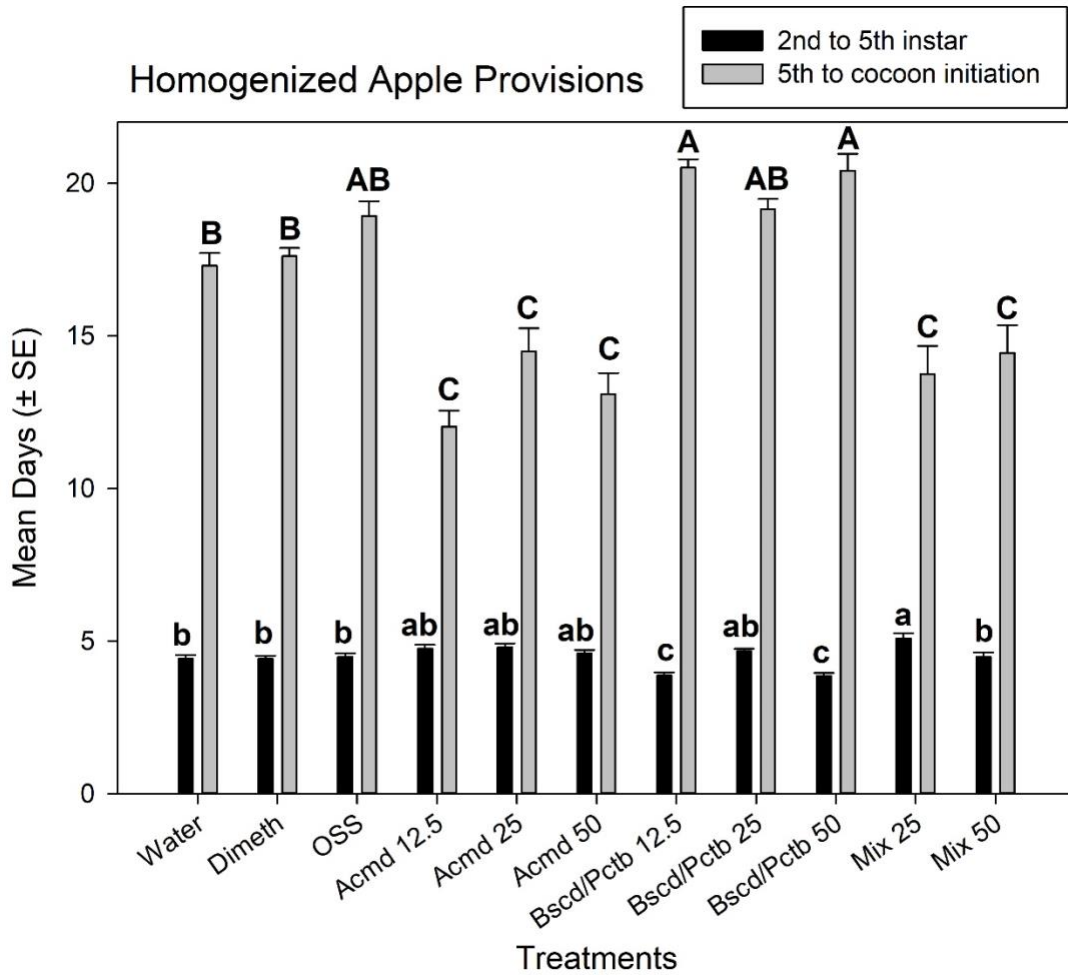 2nd to 5th instar
5th to cocoon initiation
Homogenized Apple Provisions
Mean Days (± SE)
20
15
10
5
0
B
B
AB
C
C
C
A
AB
A
C
C
b
b
b
ab
ab
ab
c
ab
c
a
b
Water
Dimeth
OSS
Acmd 12.5
Acmd 25
Acmd 50
Bscd/Pctb 12.5
Bscd/Pctb 25
Bscd/Pctb 50
Mix 25
Mix 50
Treatments